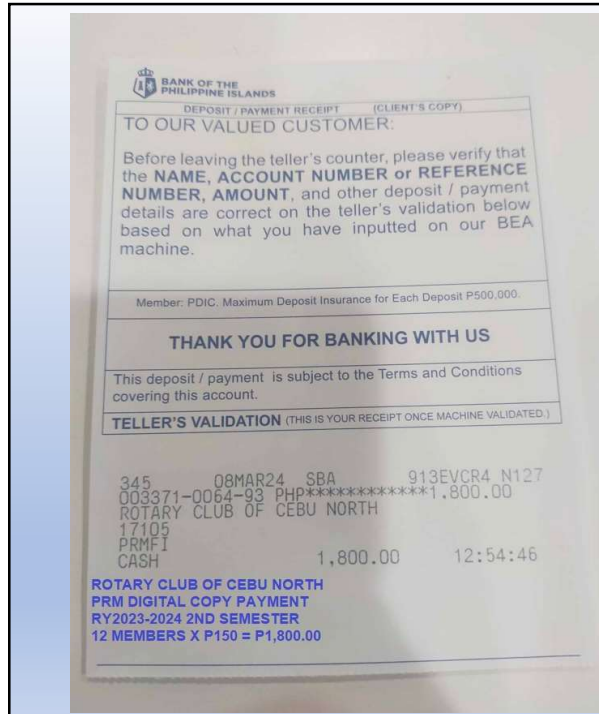 BANK OF THE
PHILIPPINE ISLANDS
DEPOSIT / PAYMENT RECEIPT (CLIENT'S COPY)
TO OUR VALUED CUSTOMER:
Before leaving the teller's counter, please verify that
the NAME, ACCOUNT NUMBER or REFERENCE
NUMBER, AMOUNT, and other deposit / payment
details are correct on the teller's validation below
based on what you have inputted on our BEA
machine.
Member: PDIC. Maximum Deposit Insurance for Each Deposit P500,000.
THANK YOU FOR BANKING WITH US
This deposit / payment is subject to the Terms and Conditions
covering this account.
TELLER'S VALIDATION (THIS IS YOUR RECEIPT ONCE MACHINE VALIDATED.)
345 08MAR24 SBA 913EVCR4 N127
003371-0064-93 PHP************1,800.00
ROTARY CLUB OF CEBU NORTH
17105
PRMFI
CASH 1,800.00 12:54:46
ROTARY CLUB OF CEBU NORTH
PRM DIGITAL COPY PAYMENT
RY2023-2024 2ND SEMESTER
12 MEMBERS X P150 = P1,800.00